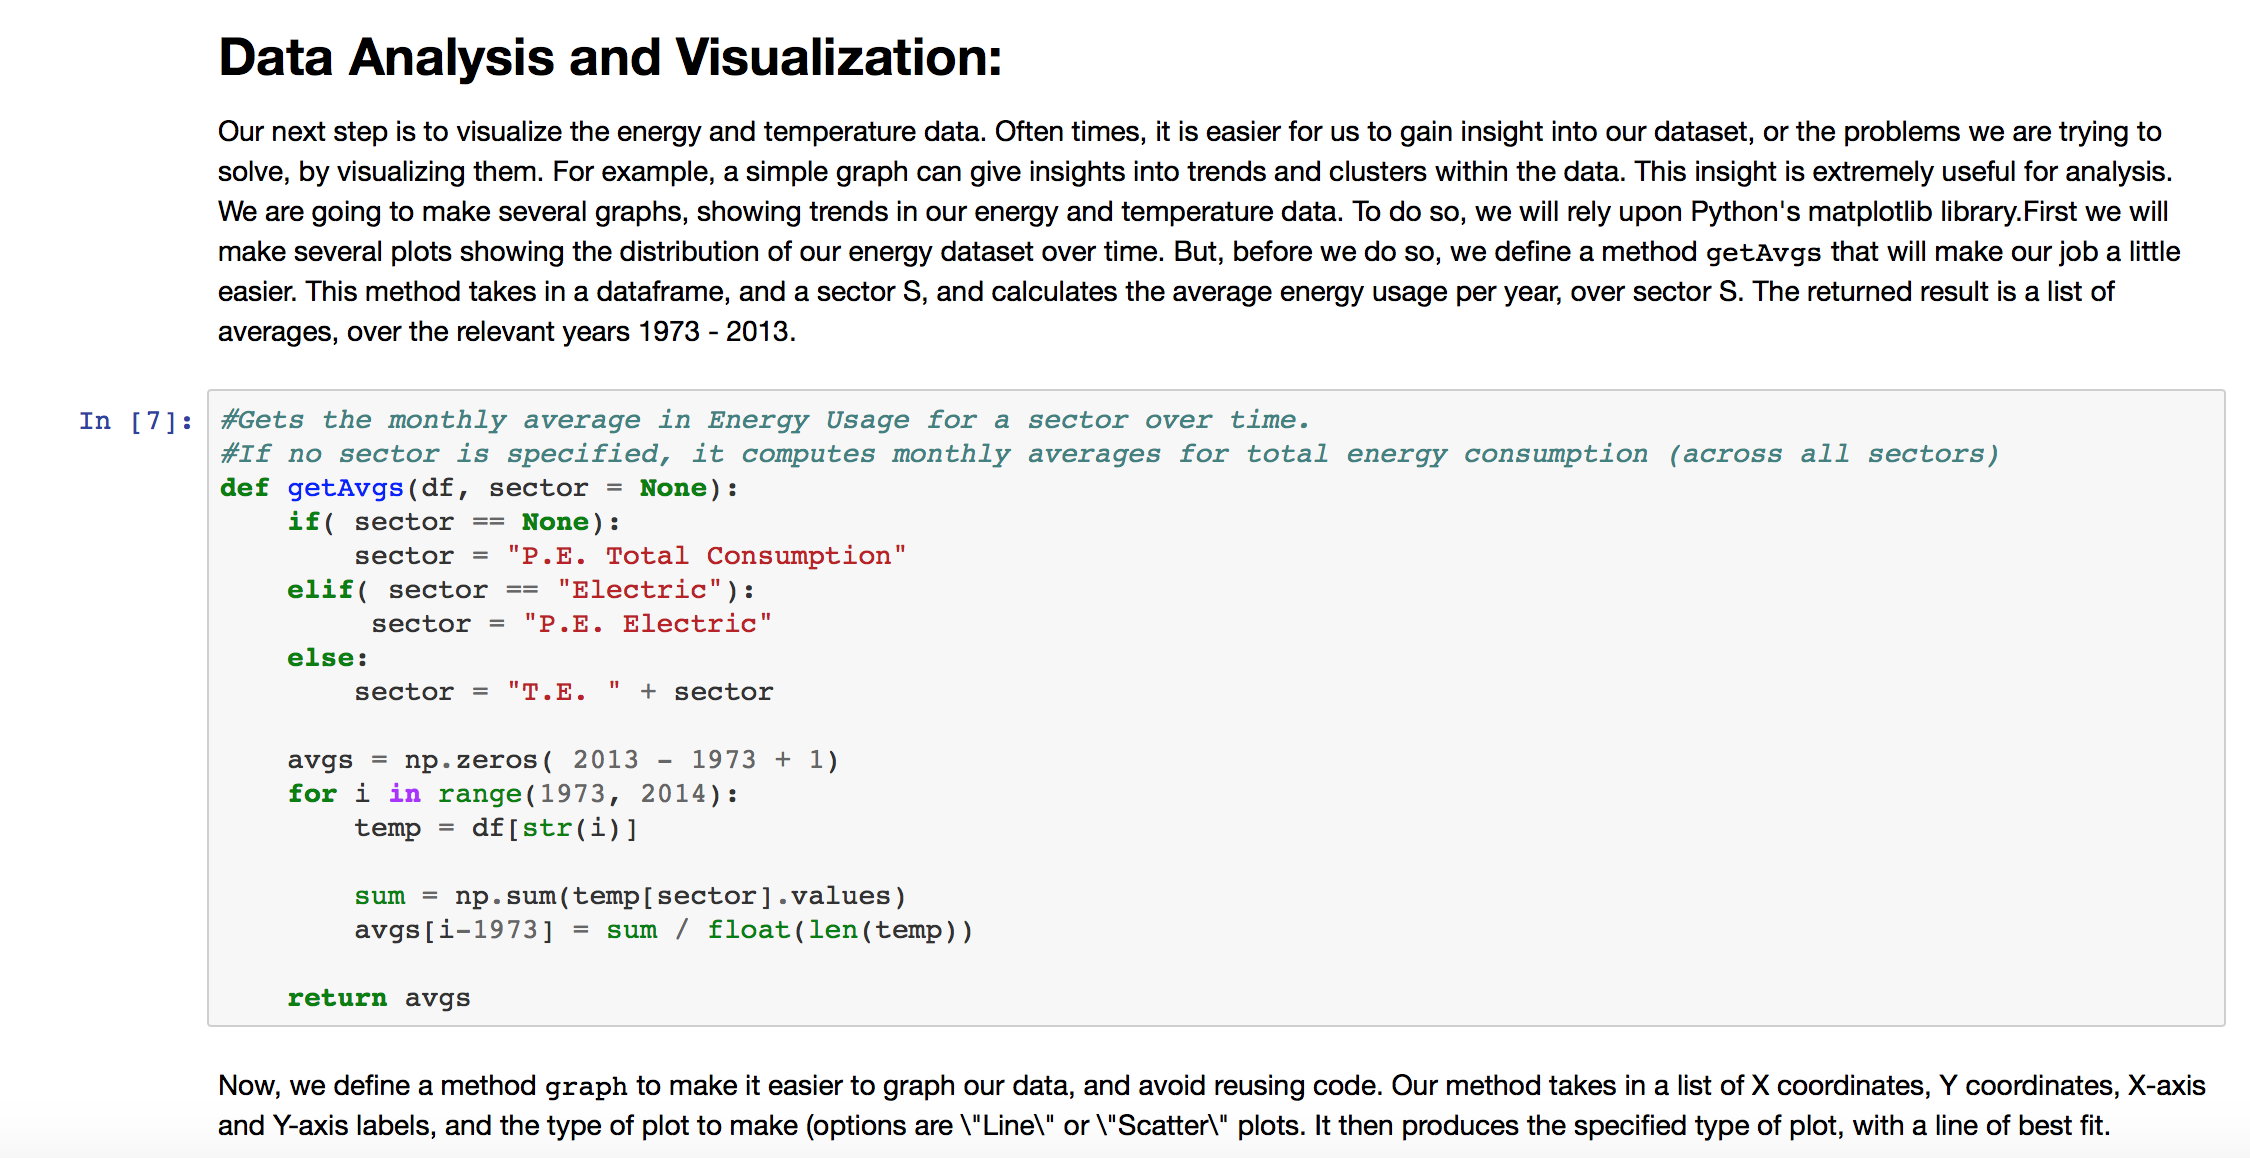 Data Analysis and Visualization:
Our next step is to visualize the energy and temperature data. Often times, it is easier for us to gain insight into our dataset, or the problems we are trying to
solve, by visualizing them. For example, a simple graph can give insights into trends and clusters within the data. This insight is extremely useful for analysis.
We are going to make several graphs, showing trends in our energy and temperature data. To do so, we will rely upon Python's matplotlib library.First we will
make several plots showing the distribution of our energy dataset over time. But, before we do so, we define a method getAvgs that will make our job a little
easier. This method takes in a dataframe, and a sector S, and calculates the average energy usage per year, over sector S. The returned result is a list of
averages, over the relevant years 1973 - 2013.
In [7]: #Gets the monthly average in Energy Usage for a sector over time.
#If no sector is specified, it computes monthly averages for total energy consumption (across all sectors)
def getAvgs(df, sector = None):
    if( sector == None):
        sector = "P.E. Total Consumption"
    elif( sector == "Electric"):
         sector = "P.E. Electric"
    else:
        sector = "T.E. " + sector
    avgs = np.zeros( 2013 - 1973 + 1)
    for i in range(1973, 2014):
        temp = df[str(i)]
        sum = np.sum(temp[sector].values)
        avgs[i-1973] = sum / float(len(temp))
    return avgs
Now, we define a method graph to make it easier to graph our data, and avoid reusing code. Our method takes in a list of X coordinates, Y coordinates, X-axis
and Y-axis labels, and the type of plot to make (options are \"Line\" or \"Scatter\" plots. It then produces the specified type of plot, with a line of best fit.